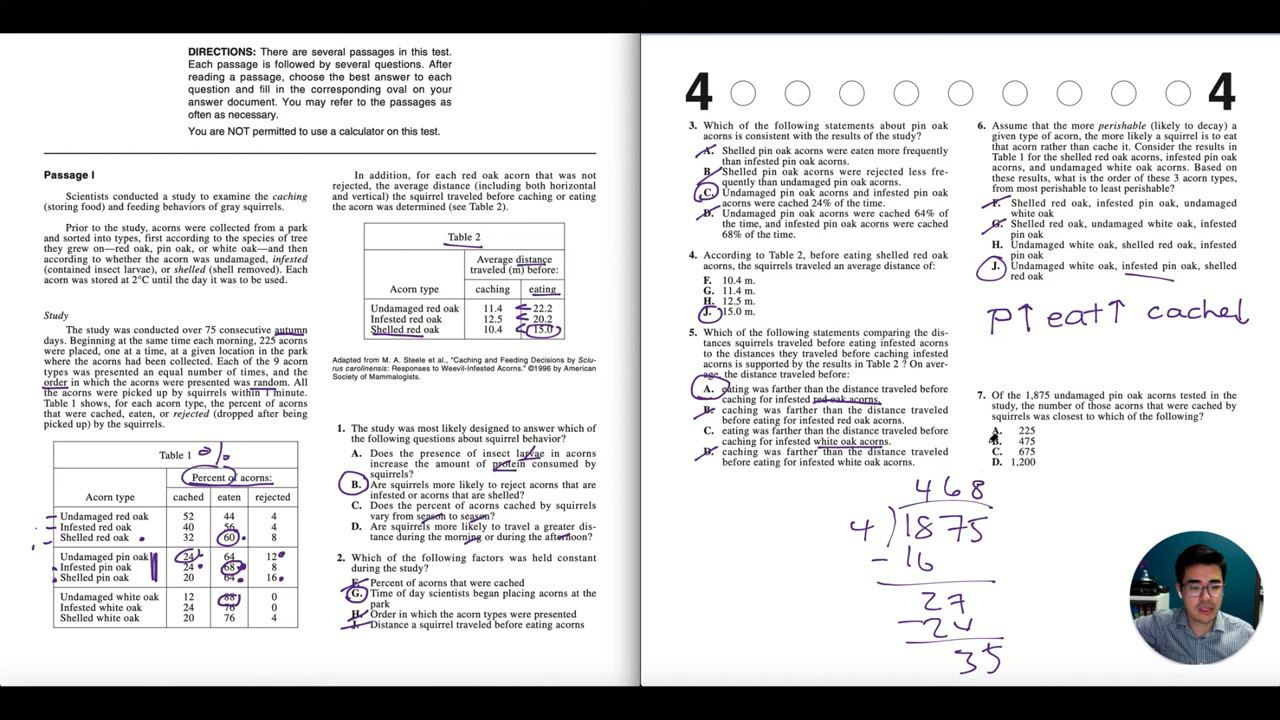 DIRECTIONS: There are several passages in this test.
Each passage is followed by several questions. After
reading a passage, choose the best answer to each
question and fill in the corresponding oval on your
answer document. You may refer to the passages as
often as necessary.
You are NOT permitted to use a calculator on this test.
Passage I
Scientists conducted a study to examine the caching
(storing food) and feeding behaviors of gray squirrels.
Prior to the study, acorns were collected from a park
and sorted into types, first according to the species of tree
they grew on—red oak, pin oak, or white oak—and then
according to whether the acorn was undamaged, infested
(contained insect larvae), or shelled (shell removed). Each
acorn was stored at 2°C until the day it was to be used.
Study
The study was conducted over 75 consecutive autumn
days. Beginning at the same time each morning, 225 acorns
were placed, one at a time, at a given location in the park
where the acorns had been collected. Each of the 9 acorn
types was presented an equal number of times, and the
order in which the acorns were presented was random. All
the acorns were picked up by squirrels within 1 minute.
Table 1 shows, for each acorn type, the percent of acorns
that were cached, eaten, or rejected (dropped after being
picked up) by the squirrels.
Table 1 %
Percent of acorns:
Acorn type cached eaten rejected
Undamaged red oak 52 44 4
Infested red oak 40 56 4
Shelled red oak 32 60 8
Undamaged pin oak 24 64 12
Infested pin oak 24 68 8
Shelled pin oak 20 64 16
Undamaged white oak 12 88 0
Infested white oak 24 76 0
Shelled white oak 20 76 4
In addition, for each red oak acorn that was not
rejected, the average distance (including both horizontal
and vertical) the squirrel traveled before caching or eating
the acorn was determined (see Table 2).
Table 2
Average distance
traveled (m) before:
Acorn type caching eating
Undamaged red oak 11.4 < 22.2
Infested red oak 12.5 < 20.2
Shelled red oak 10.4 < 15.0
Adapted from M. A. Steele et al., "Caching and Feeding Decisions by Sciu-
rus carolinensis: Responses to Weevil-Infested Acorns." ©1996 by American
Society of Mammalogists.
1. The study was most likely designed to answer which of
the following questions about squirrel behavior?
A. Does the presence of insect larvae in acorns
increase the amount of protein consumed by
squirrels?
B. Are squirrels more likely to reject acorns that are
infested or acorns that are shelled?
C. Does the percent of acorns cached by squirrels
vary from season to season?
D. Are squirrels more likely to travel a greater dis-
tance during the morning or during the afternoon?
2. Which of the following factors was held constant
during the study?
F. Percent of acorns that were cached
G. Time of day scientists began placing acorns at the
park
H. Order in which the acorn types were presented
J. Distance a squirrel traveled before eating acorns
4 4
3. Which of the following statements about pin oak
acorns is consistent with the results of the study?
A. Shelled pin oak acorns were eaten more frequently
than infested pin oak acorns.
B. Shelled pin oak acorns were rejected less fre-
quently than undamaged pin oak acorns.
C. Undamaged pin oak acorns and infested pin oak
acorns were cached 24% of the time.
D. Undamaged pin oak acorns were cached 64% of
the time, and infested pin oak acorns were cached
68% of the time.
4. According to Table 2, before eating shelled red oak
acorns, the squirrels traveled an average distance of:
F. 10.4 m.
G. 11.4 m.
H. 12.5 m.
J. 15.0 m.
5. Which of the following statements comparing the dis-
tances squirrels traveled before eating infested acorns
to the distances they traveled before caching infested
acorns is supported by the results in Table 2 ? On aver-
age, the distance traveled before:
A. eating was farther than the distance traveled before
caching for infested red oak acorns.
B. caching was farther than the distance traveled
before eating for infested red oak acorns.
C. eating was farther than the distance traveled before
caching for infested white oak acorns.
D. caching was farther than the distance traveled
before eating for infested white oak acorns.
6. Assume that the more perishable (likely to decay) a
given type of acorn, the more likely a squirrel is to eat
that acorn rather than cache it. Consider the results in
Table 1 for the shelled red oak acorns, infested pin oak
acorns, and undamaged white oak acorns. Based on
these results, what is the order of these 3 acorn types,
from most perishable to least perishable?
F. Shelled red oak, infested pin oak, undamaged
white oak
G. Shelled red oak, undamaged white oak, infested
pin oak
H. Undamaged white oak, shelled red oak, infested
pin oak
J. Undamaged white oak, infested pin oak, shelled
red oak
P↑ eat↑ cached
7. Of the 1,875 undamaged pin oak acorns tested in the
study, the number of those acorns that were cached by
squirrels was closest to which of the following?
A. 225
B. 475
C. 675
D. 1,200
468
4)1875
-16
27
-24
35